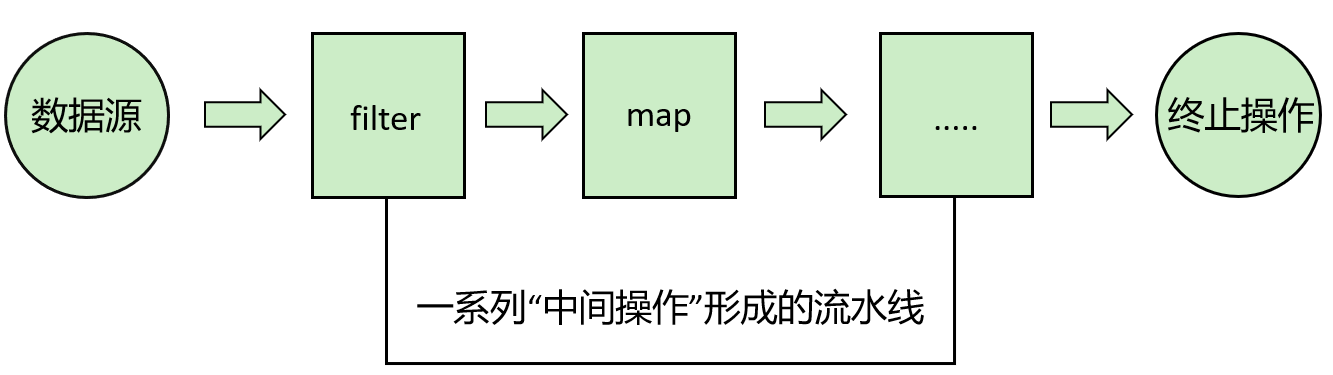 数据源
filter
map
.....
终止操作
一系列“中间操作”形成的流水线